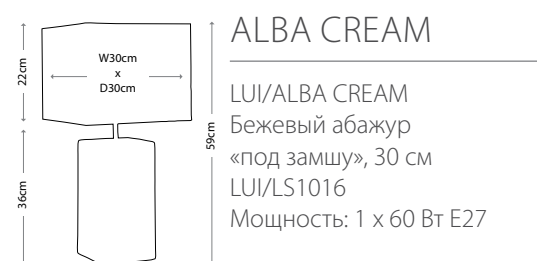 ALBA CREAM
W30cm
x
D30cm
22cm
59cm
36cm
LUI/ALBA CREAM
Бежевый абажур
«под замшу», 30 см
LUI/LS1016
Мощность: 1 x 60 Вт E27